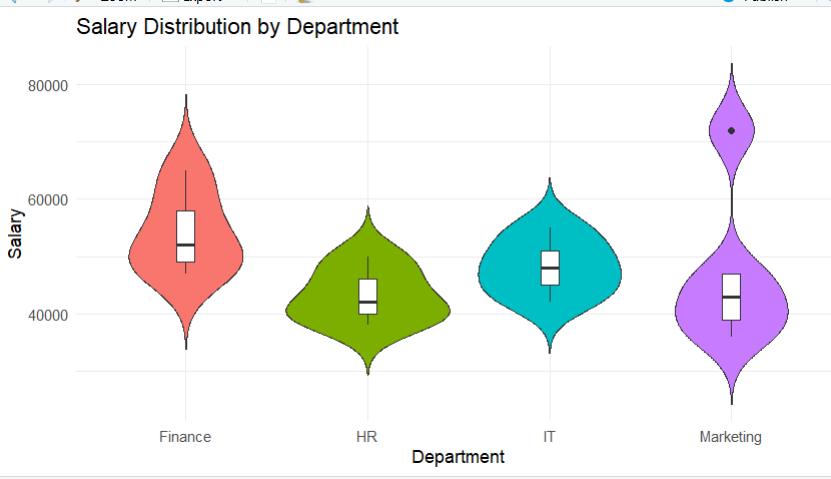 Salary Distribution by Department
80000
60000
40000
Salary
Finance
HR
IT
Marketing
Department